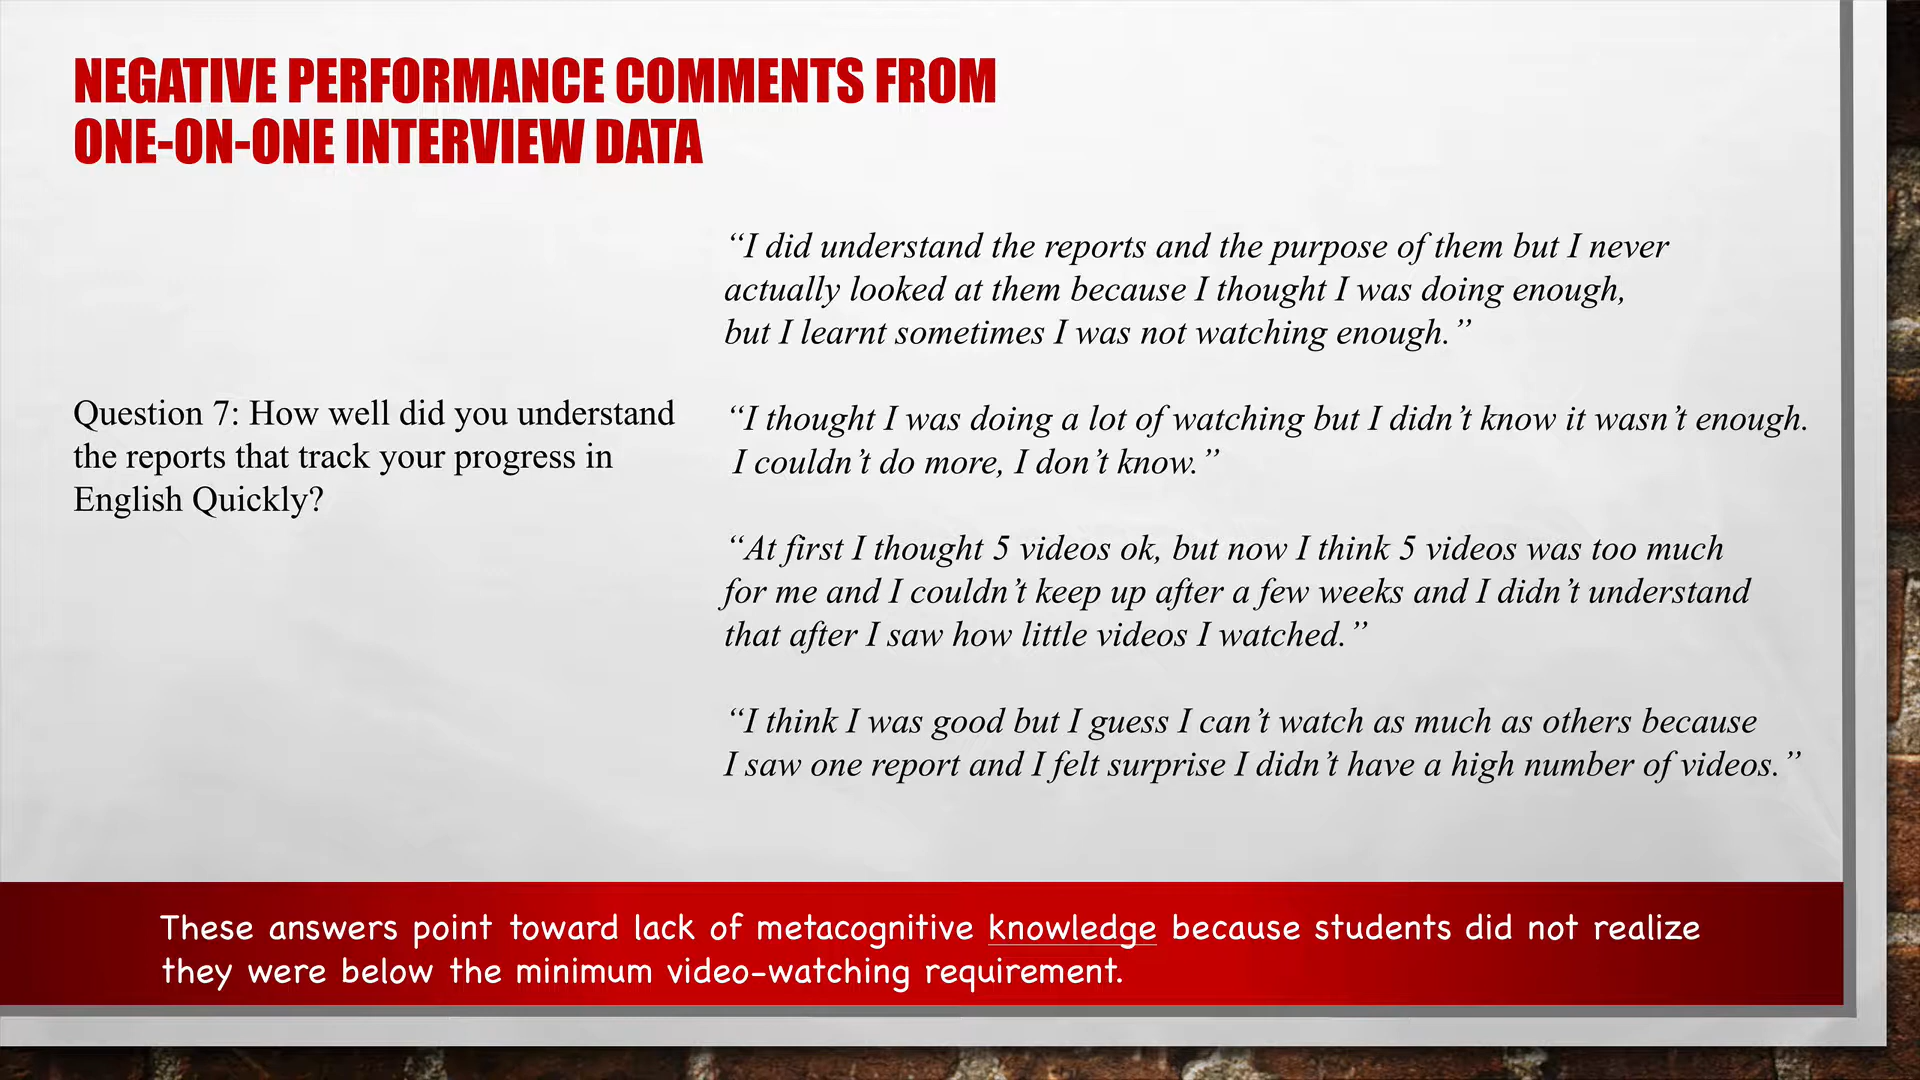 NEGATIVE PERFORMANCE COMMENTS FROM
ONE-ON-ONE INTERVIEW DATA
Question 7: How well did you understand
the reports that track your progress in
English Quickly?
“I did understand the reports and the purpose of them but I never
actually looked at them because I thought I was doing enough,
but I learnt sometimes I was not watching enough.”
“I thought I was doing a lot of watching but I didn’t know it wasn’t enough.
I couldn’t do more, I don’t know.”
“At first I thought 5 videos ok, but now I think 5 videos was too much
for me and I couldn’t keep up after a few weeks and I didn’t understand
that after I saw how little videos I watched.”
“I think I was good but I guess I can’t watch as much as others because
I saw one report and I felt surprise I didn’t have a high number of videos.”
These answers point toward lack of metacognitive knowledge because students did not realize
they were below the minimum video-watching requirement.